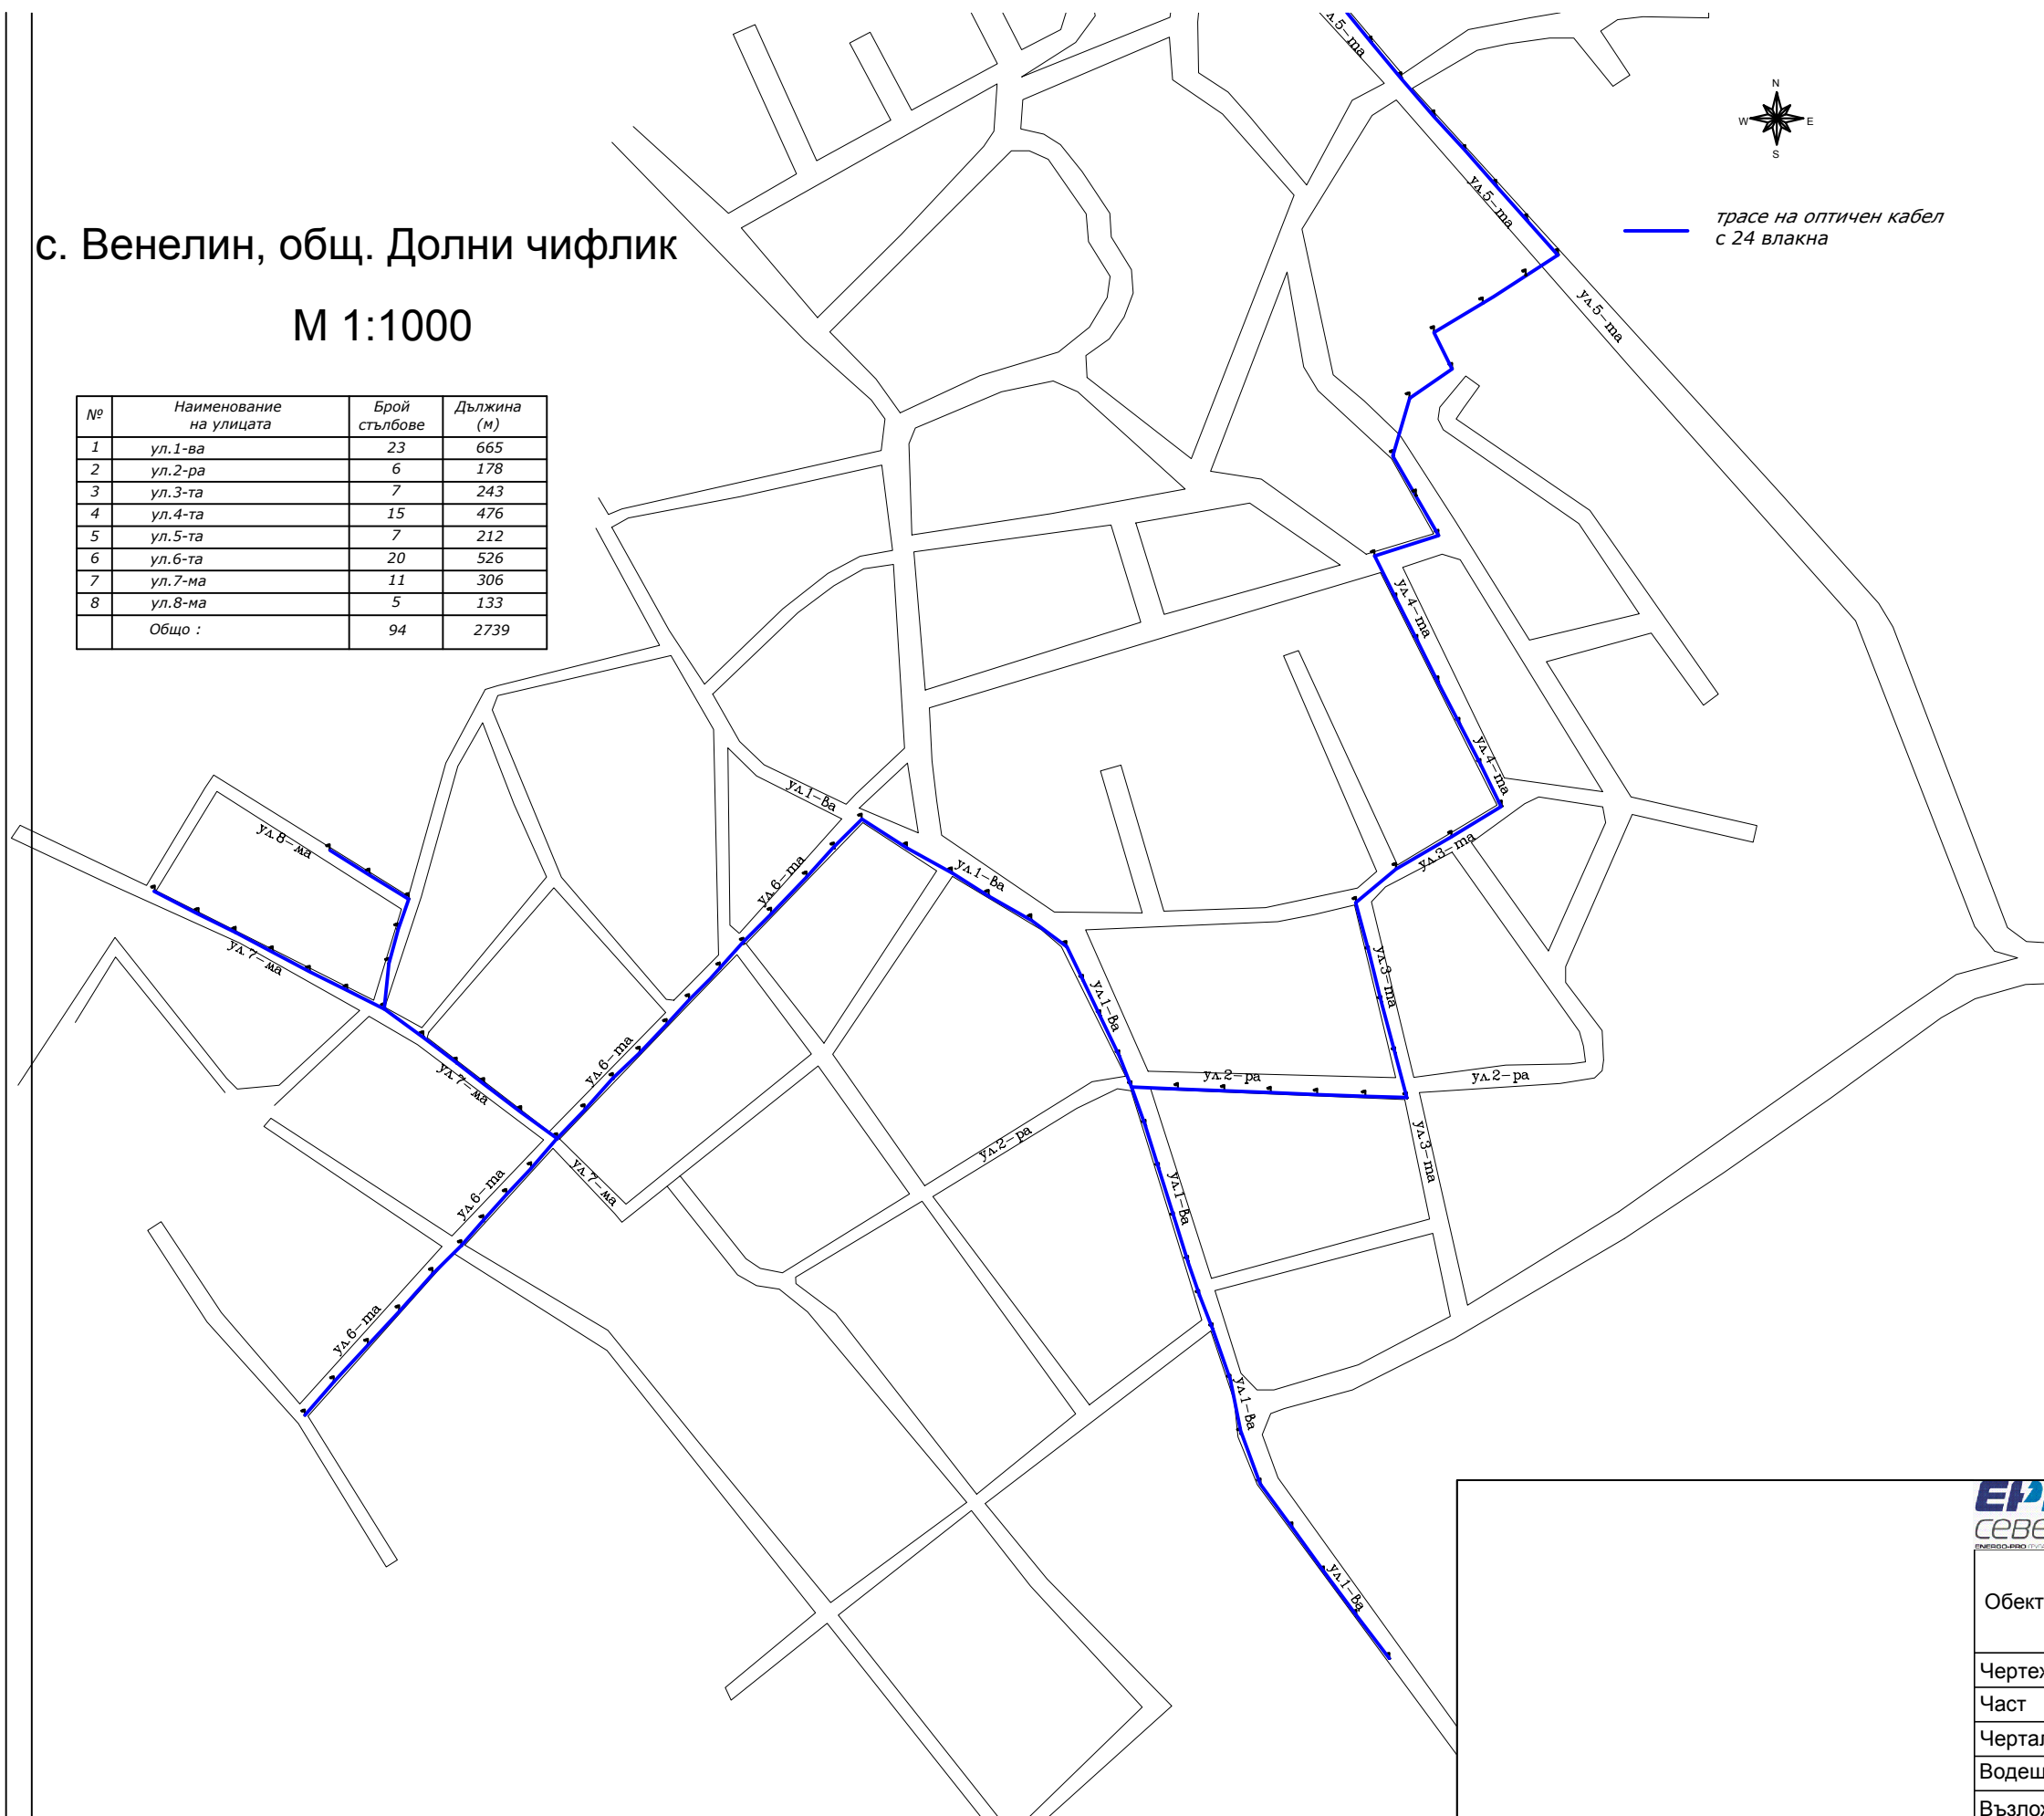 ул.5-та
N
W
E
S
трасе на оптичен кабел
с 24 влакна
с. Венелин, общ. Долни чифлик
М 1:1000
№ Наименование на улицата Брой стълбове Дължина (м)
1 ул.1-ва 23 665
2 ул.2-ра 6 178
3 ул.3-та 7 243
4 ул.4-та 15 476
5 ул.5-та 7 212
6 ул.6-та 20 526
7 ул.7-ма 11 306
8 ул.8-ма 5 133
Общо : 94 2739
ул.5-та
ул.5-та
ул.4-та
ул.4-та
ул.1-ва
ул.8-ма
ул.6-та
ул.1-ва
ул.3-та
ул.7-ма
ул.3-та
ул.1-ва
ул.6-та
ул.7-ма
ул.2-ра
ул.2-ра
ул.2-ра
ул.3-та
ул.7-ма
ул.6-та
ул.1-ва
ул.6-та
ул.1-ва
ул.1-ва
СЕВЕ
ENERGO-PRO
Обект
Част